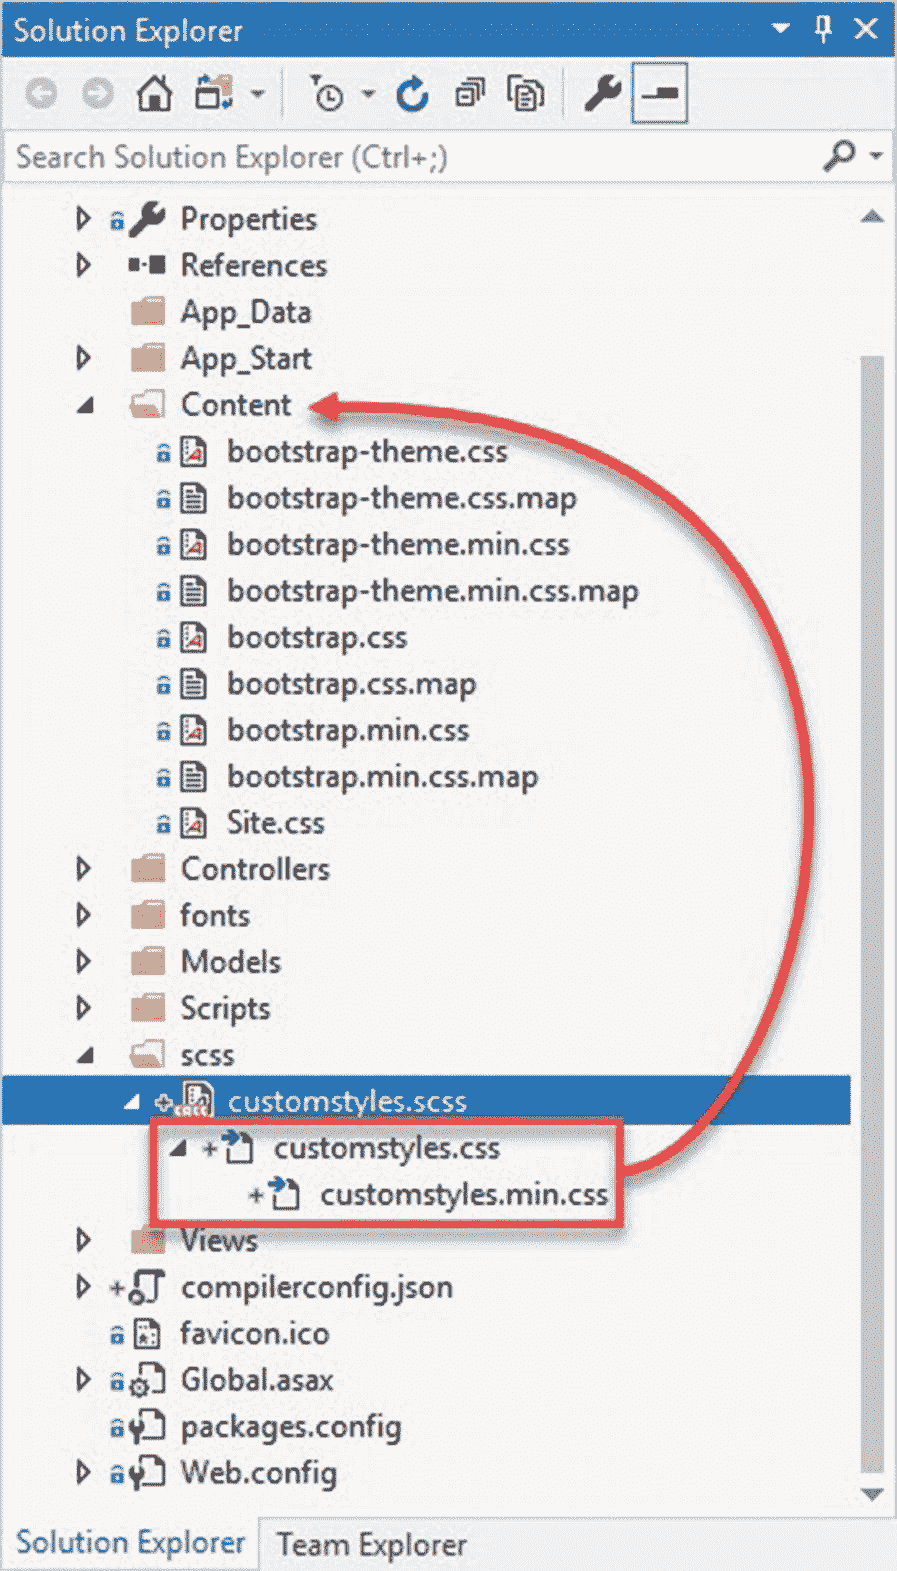 Solution Explorer
Search Solution Explorer (Ctrl+;)
Properties
References
App_Data
App_Start
Content
bootstrap-theme.css
bootstrap-theme.css.map
bootstrap-theme.min.css
bootstrap-theme.min.css.map
bootstrap.css
bootstrap.css.map
bootstrap.min.css
bootstrap.min.css.map
Site.css
Controllers
fonts
Models
Scripts
scss
customstyles.scss
customstyles.css
customstyles.min.css
Views
compilerconfig.json
favicon.ico
Global.asax
packages.config
Web.config
Solution Explorer Team Explorer